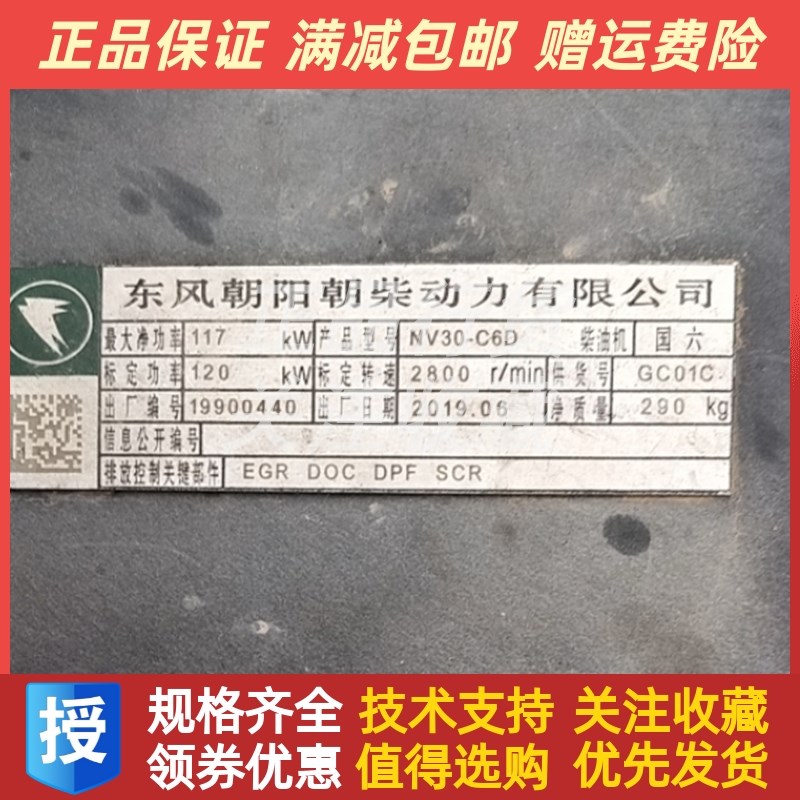 正品保证 满减包邮 赠运费险
东风朝阳朝柴动力有限公司
最大净功率 117 kW 产品型号 NV30-C6D 柴油机 国六
标定功率 120 kW 标定转速 2800 r/min 供货号 GC01C
出厂编号 19900440 出厂日期 2019.06 净质量 290 kg
信息公开编号
排放控制关键部件 EGR DOC DPF SCR
授
规格齐全 技术支持 关注收藏
领券优惠 值得选购 优先发货